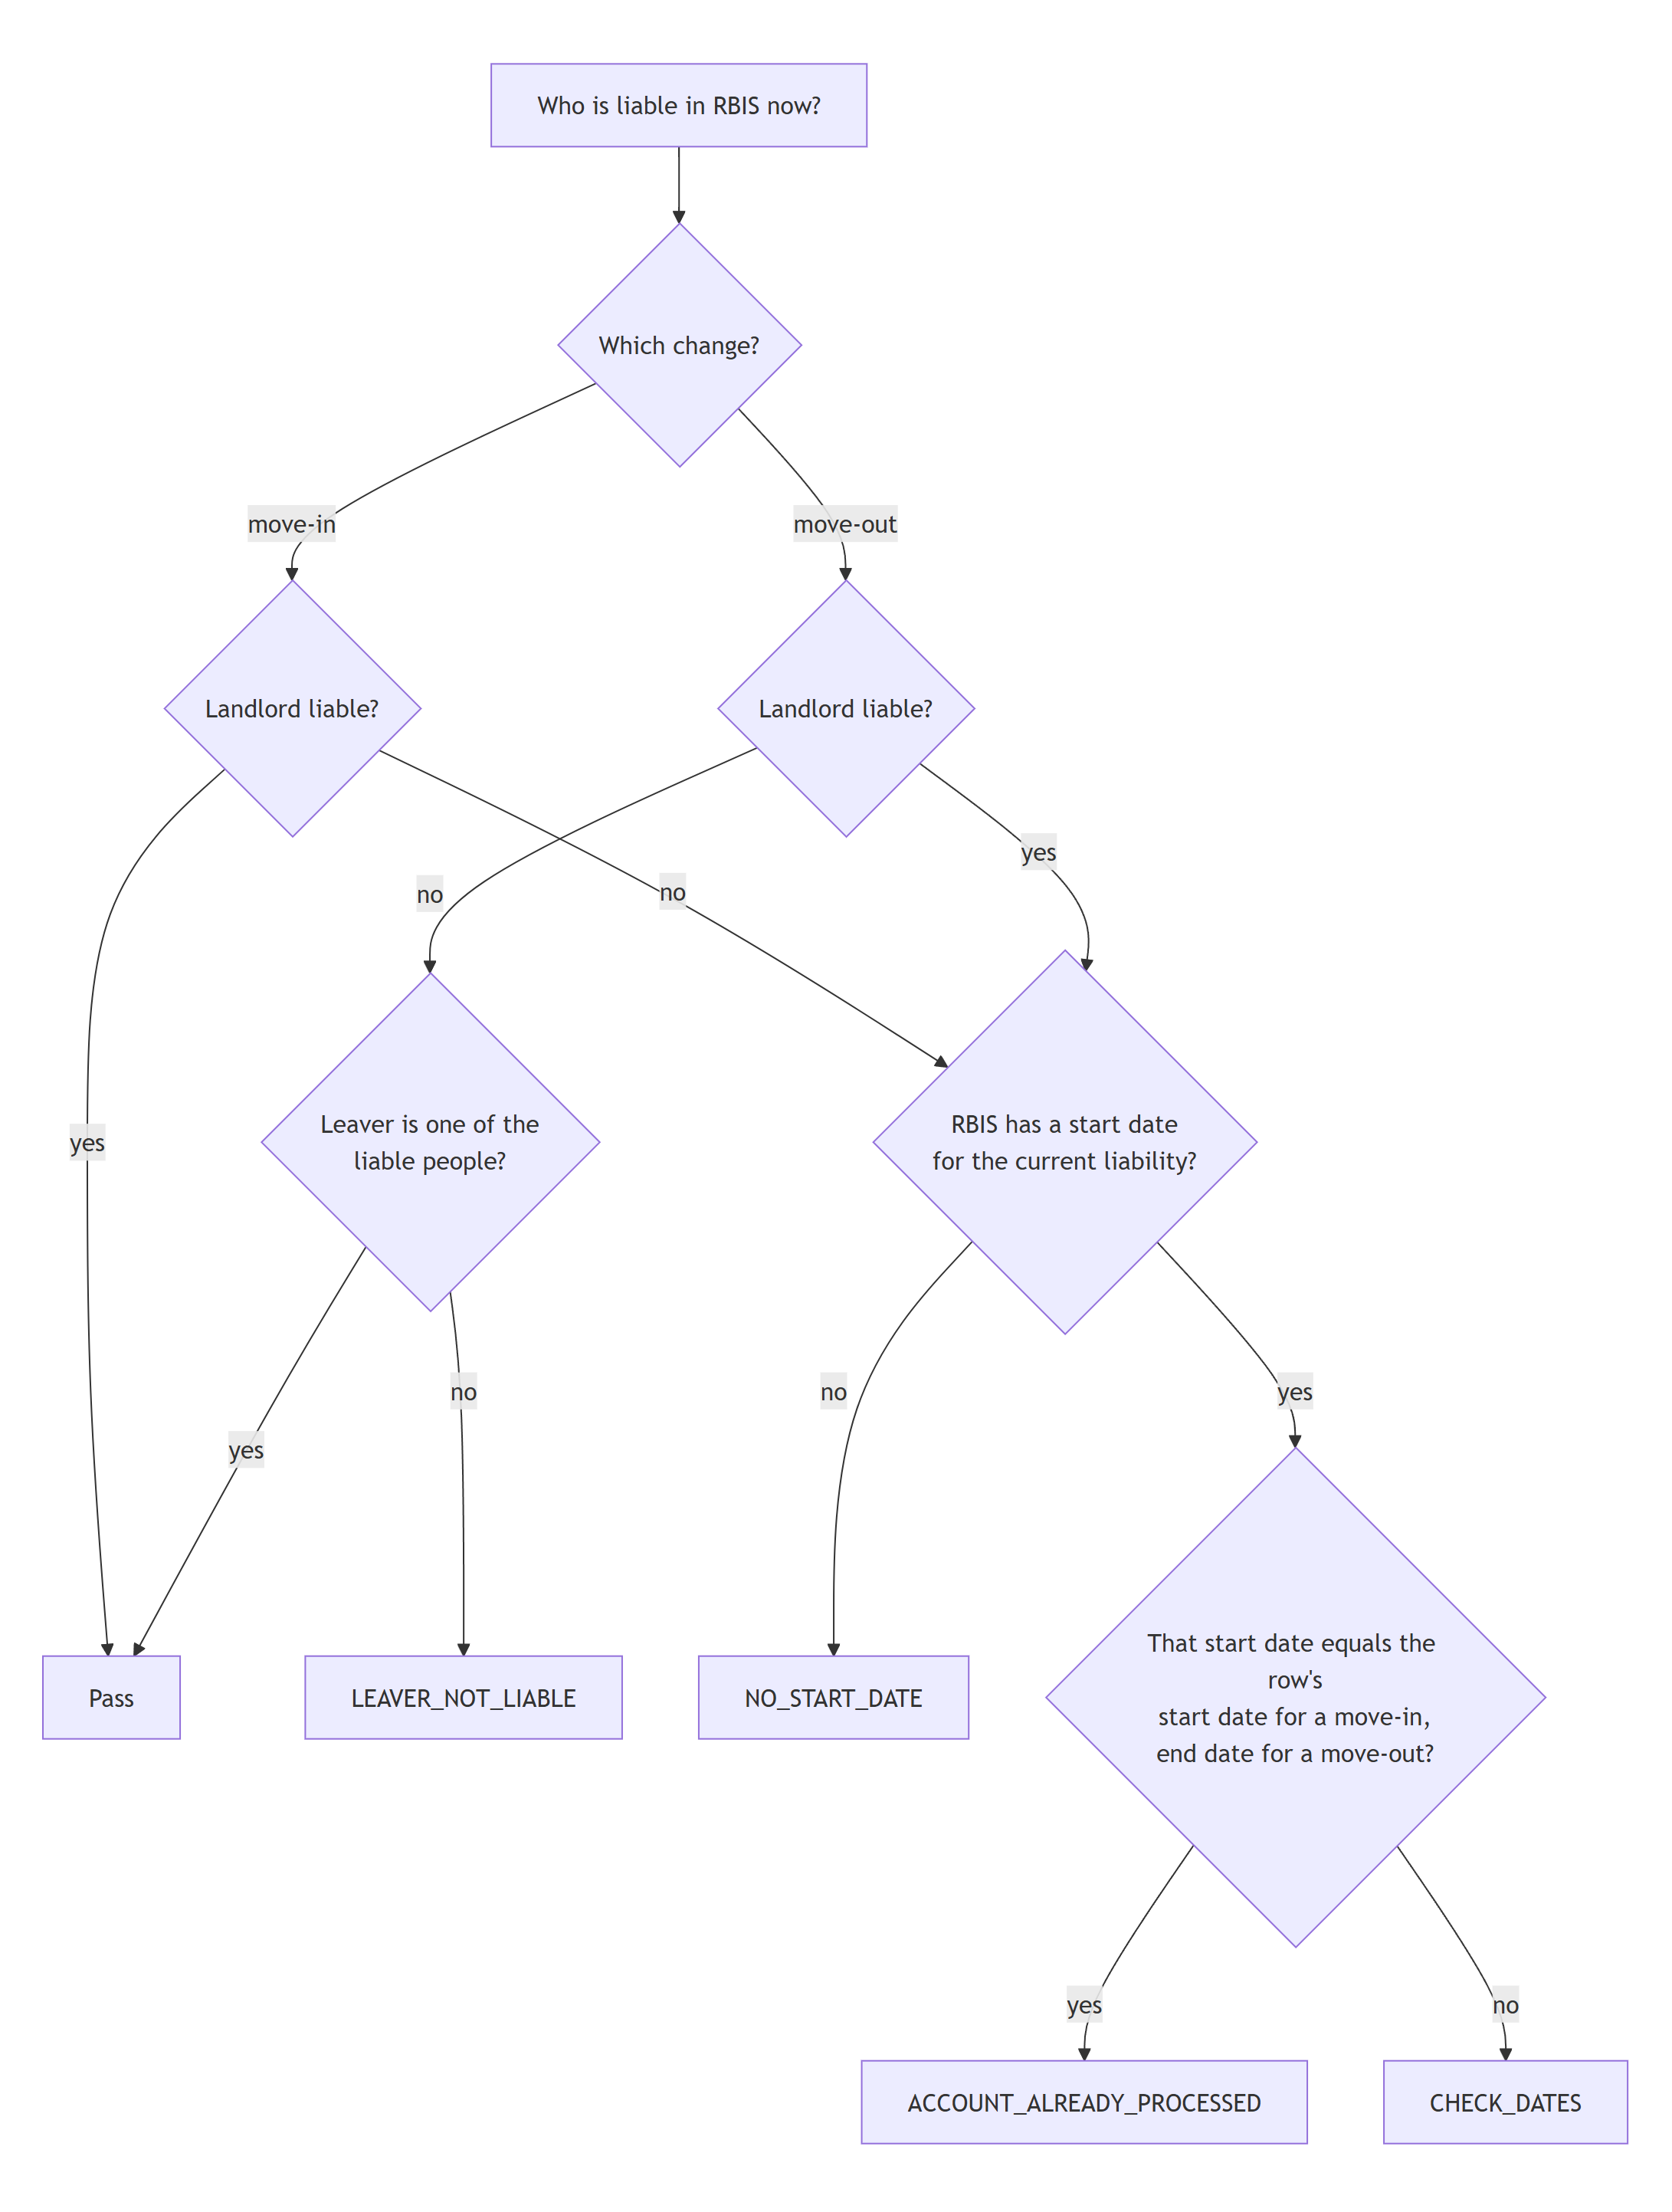 Who is liable in RBIS now?
Which change?
move-in
move-out
Landlord liable?
Landlord liable?
yes
no
no
yes
Leaver is one of the
liable people?
RBIS has a start date
for the current liability?
yes
no
no
yes
That start date equals the
row's
start date for a move-in,
end date for a move-out?
Pass
LEAVER_NOT_LIABLE
NO_START_DATE
yes
no
ACCOUNT_ALREADY_PROCESSED
CHECK_DATES